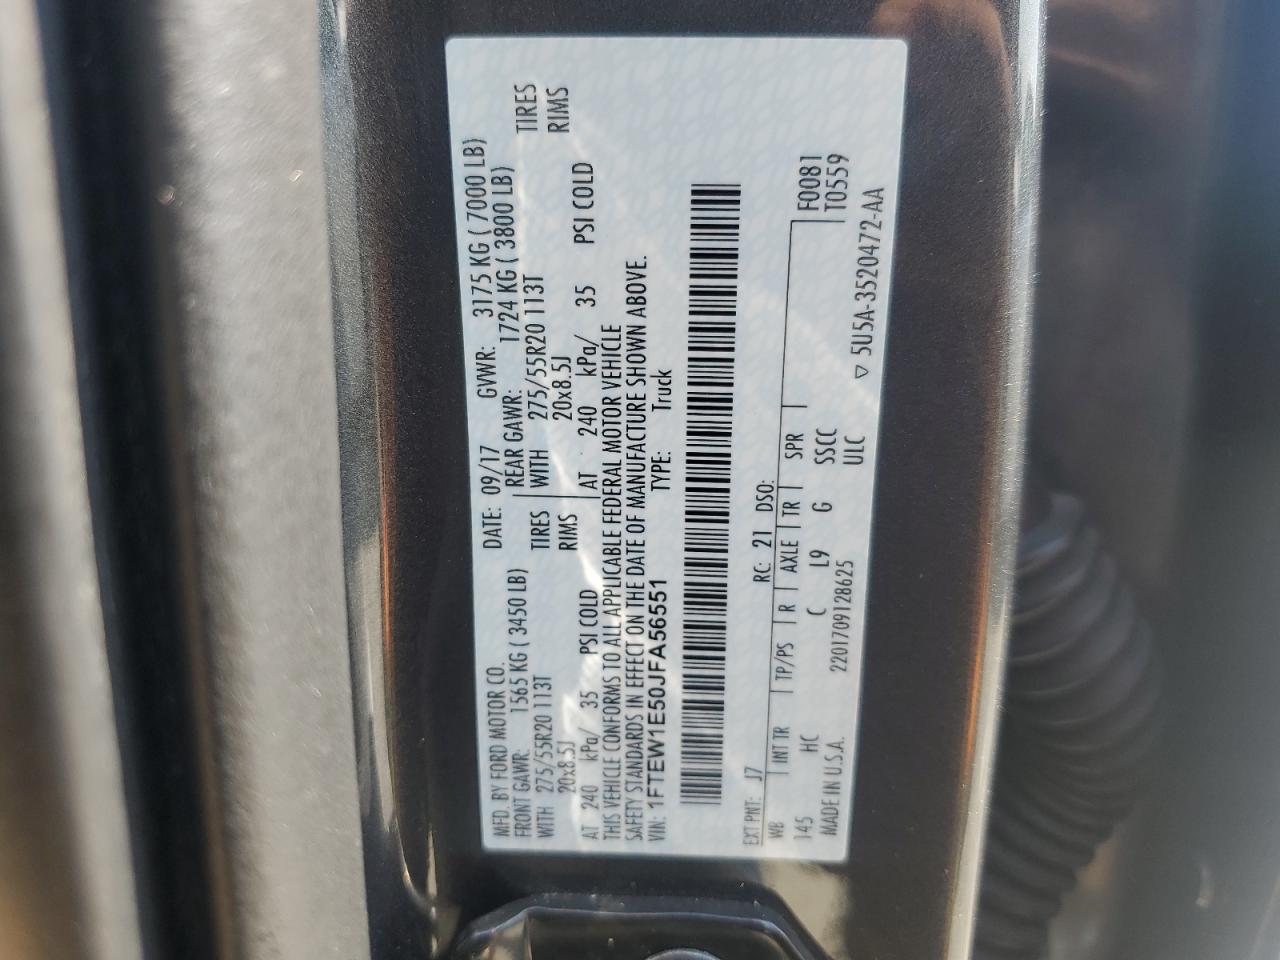 MFD. BY FORD MOTOR CO.
DATE: 09/17 GVWR: 3175 KG ( 7000 LB)
FRONT GAWR: 1565 KG ( 3450 LB) REAR GAWR: 1724 KG ( 3800 LB)
WITH 275/55R20 113T TIRES WITH 275/55R20 113T TIRES
20x8.5J RIMS 20x8.5J RIMS
AT 240 kPa/ 35 PSI COLD AT 240 kPa/ 35 PSI COLD
THIS VEHICLE CONFORMS TO ALL APPLICABLE FEDERAL MOTOR VEHICLE
SAFETY STANDARDS IN EFFECT ON THE DATE OF MANUFACTURE SHOWN ABOVE.
VIN: 1FTEW1E50JFA56551 TYPE: Truck
EXT PNT: J7 RC: 21 DSO:
WB INT TR TP/PS R AXLE TR SPR F0081
145 HC C L9 G SSCC T0559
MADE IN U.S.A. 2201709128625 ULC
▽ 5U5A-3520472-AA